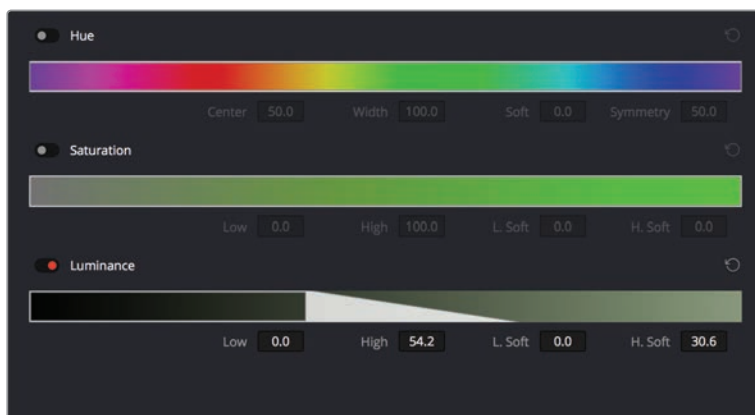 Hue
Center 50.0 Width 100.0 Soft 0.0 Symmetry 50.0
Saturation
Low 0.0 High 100.0 L. Soft 0.0 H. Soft 0.0
Luminance
Low 0.0 High 54.2 L. Soft 0.0 H. Soft 30.6